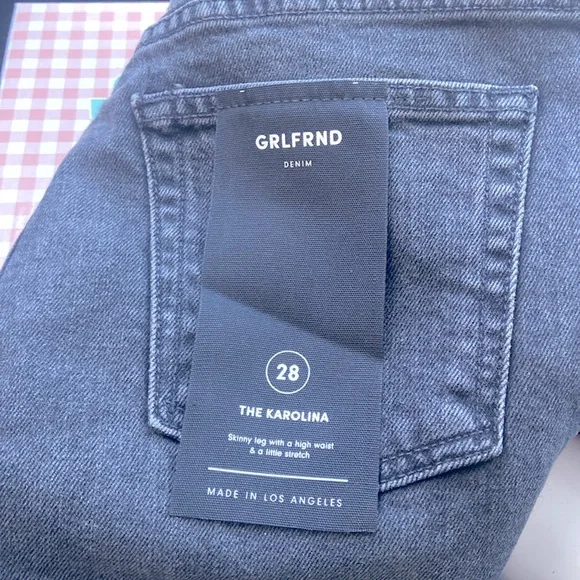 GRLFRND
DENIM
28
THE KAROLINA
Skinny leg with a high waist
& a little stretch
MADE IN LOS ANGELES